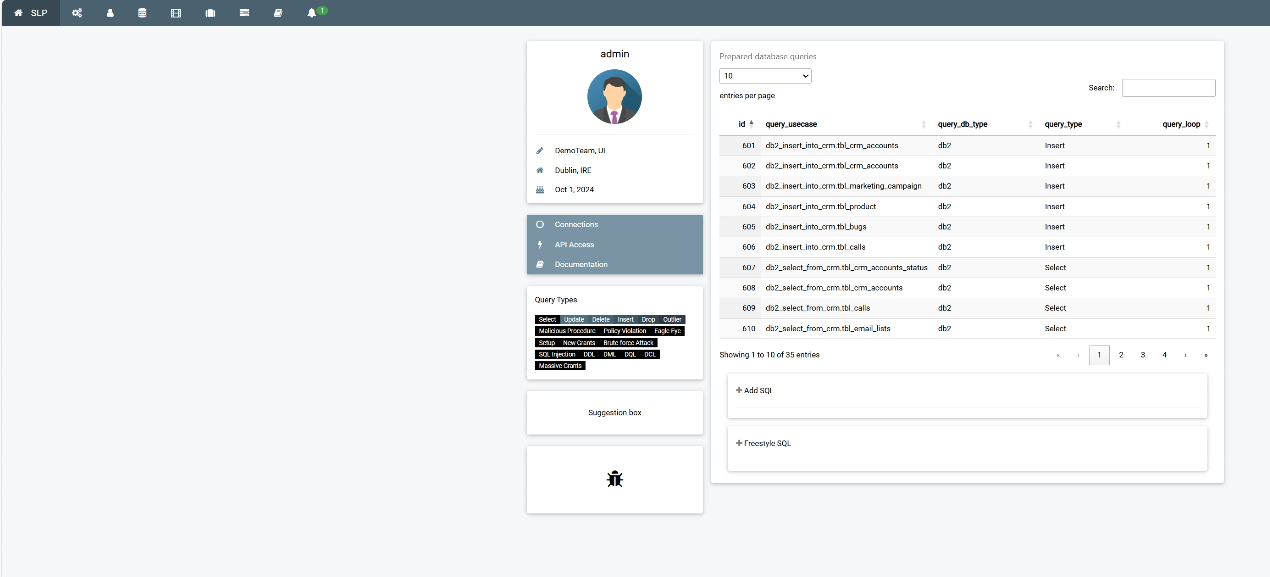 SLP
1
admin
DemoTeam, UI
Dublin, IRE
Oct 1, 2024
Connections
API Access
Documentation
Query Types
Select Update Delete Insert Drop Outlier
Malicious Procedure Policy Violation Eagle Eye
Setup New Grants Brute force Attack
SQL Injection DDL DML DQL DCL
Massive Grants
Suggestion box
Prepared database queries
10
entries per page
Search:
id query_usecase query_db_type query_type query_loop
601 db2_insert_into_crm.tbl_crm_accounts db2 Insert 1
602 db2_insert_into_crm.tbl_crm_accounts db2 Insert 1
603 db2_insert_into_crm.tbl_marketing_campaign db2 Insert 1
604 db2_insert_into_crm.tbl_product db2 Insert 1
605 db2_insert_into_crm.tbl_bugs db2 Insert 1
606 db2_insert_into_crm.tbl_calls db2 Insert 1
607 db2_select_from_crm.tbl_crm_accounts_status db2 Select 1
608 db2_select_from_crm.tbl_crm_accounts db2 Select 1
609 db2_select_from_crm.tbl_calls db2 Select 1
610 db2_select_from_crm.tbl_email_lists db2 Select 1
Showing 1 to 10 of 35 entries « ‹ 1 2 3 4 › »
+ Add SQL
+ Freestyle SQL